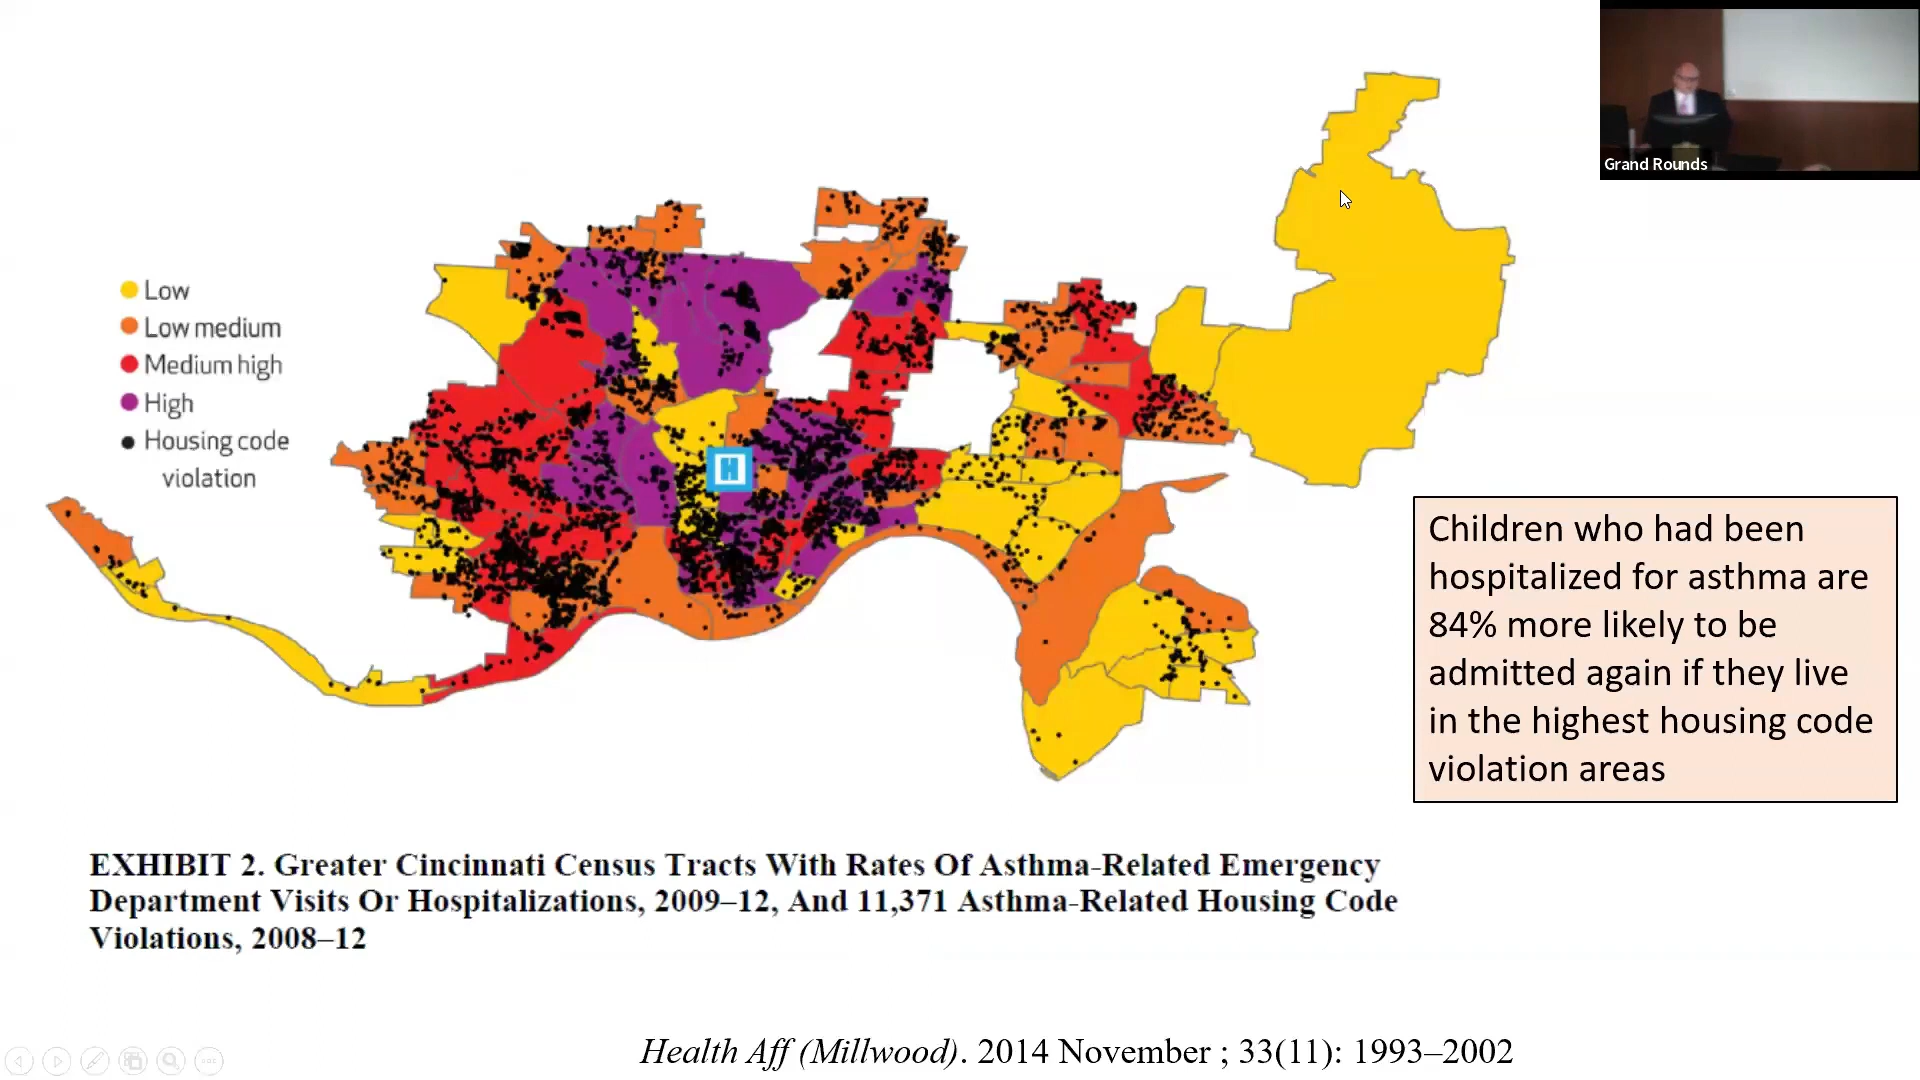 Grand Rounds
Low
Low medium
Medium high
High
Housing code
violation
H
Children who had been
hospitalized for asthma are
84% more likely to be
admitted again if they live
in the highest housing code
violation areas
EXHIBIT 2. Greater Cincinnati Census Tracts With Rates Of Asthma-Related Emergency
Department Visits Or Hospitalizations, 2009–12, And 11,371 Asthma-Related Housing Code
Violations, 2008–12
Health Aff (Millwood). 2014 November ; 33(11): 1993–2002